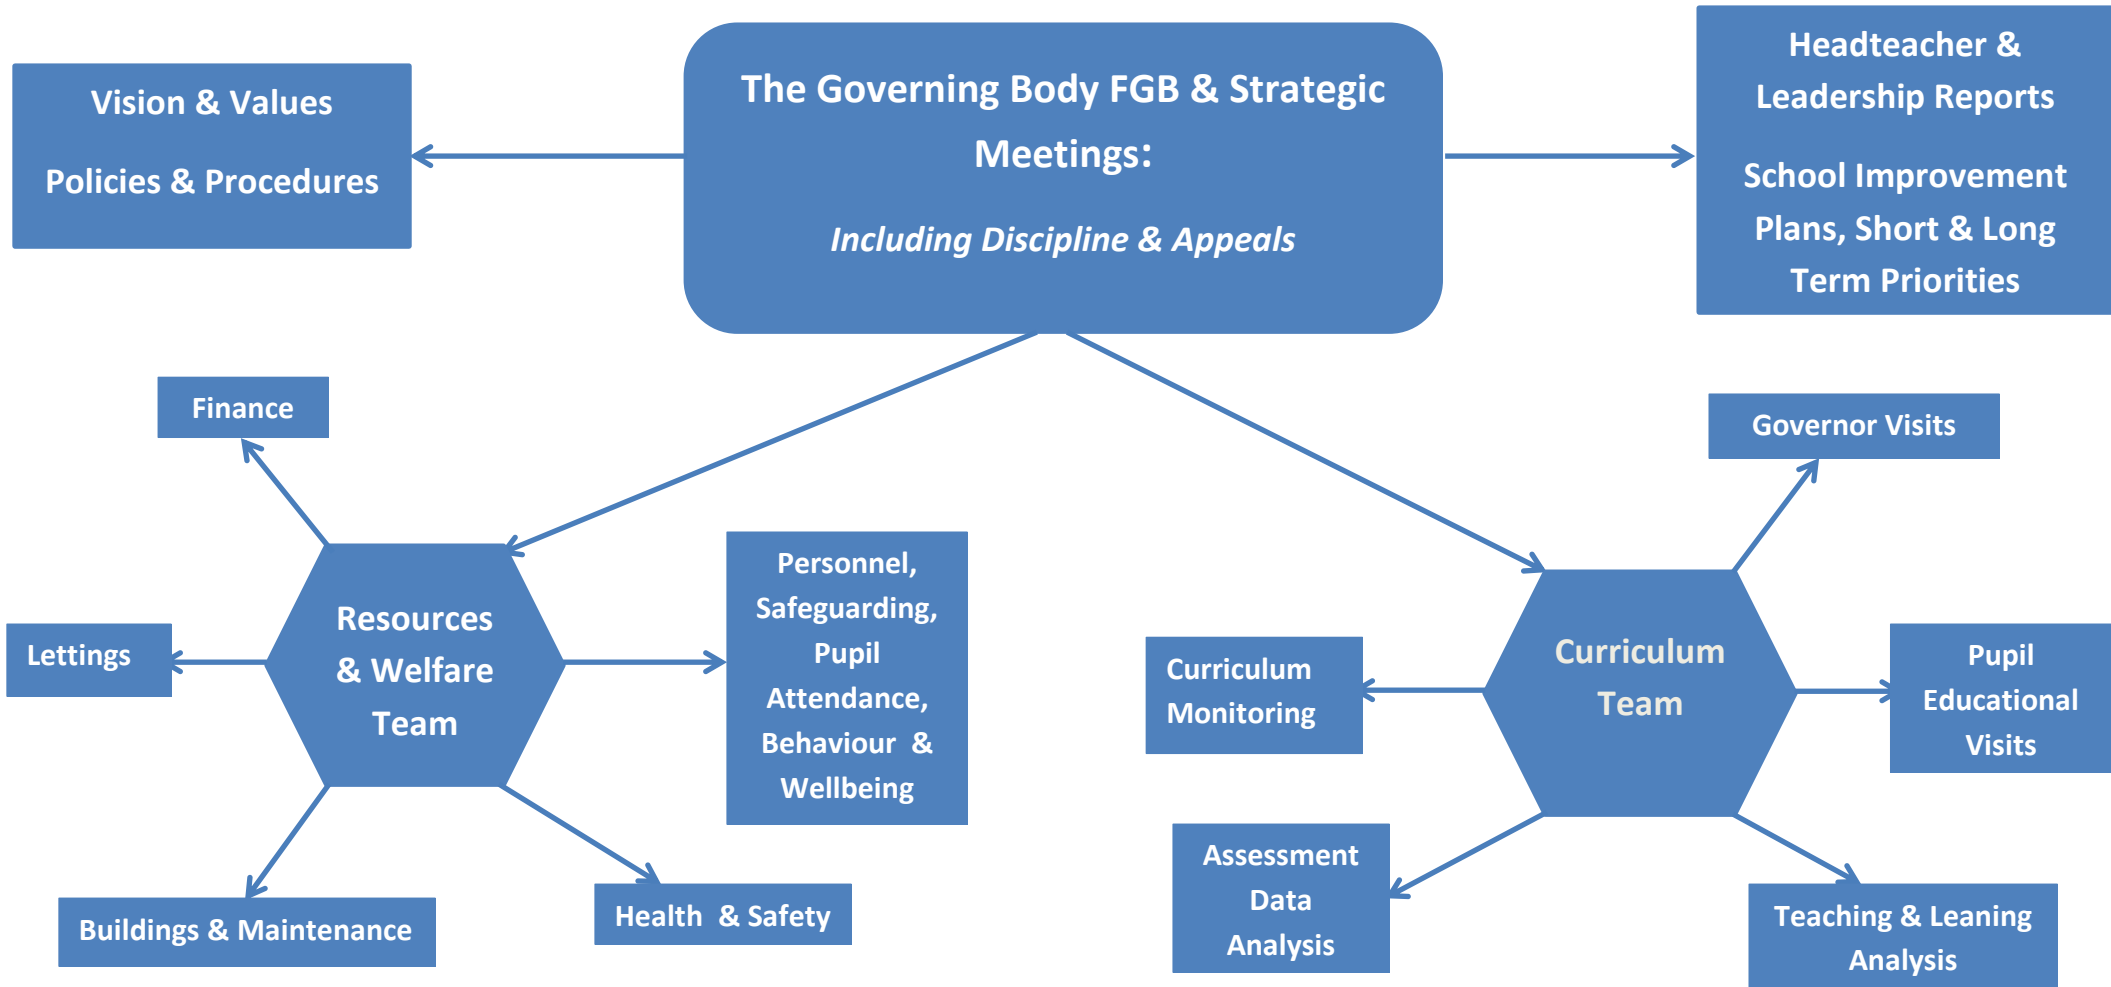 Vision & Values
Policies & Procedures
The Governing Body FGB & Strategic
Meetings:
Including Discipline & Appeals
Headteacher &
Leadership Reports
School Improvement
Plans, Short & Long
Term Priorities
Finance
Lettings
Resources
& Welfare
Team
Personnel,
Safeguarding,
Pupil
Attendance,
Behaviour &
Wellbeing
Buildings & Maintenance
Health & Safety
Governor Visits
Curriculum
Monitoring
Curriculum
Team
Pupil
Educational
Visits
Assessment
Data
Analysis
Teaching & Leaning
Analysis